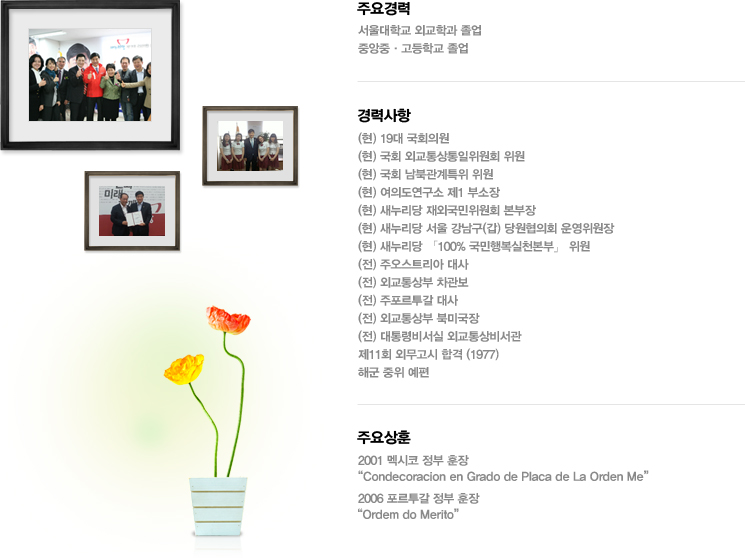 주요경력
서울대학교 외교학과 졸업
중앙중 · 고등학교 졸업
경력사항
(현) 19대 국회의원
(현) 국회 외교통상통일위원회 위원
(현) 국회 남북관계특위 위원
(현) 여의도연구소 제1 부소장
(현) 새누리당 재외국민위원회 본부장
(현) 새누리당 서울 강남구(갑) 당원협의회 운영위원장
(현) 새누리당 「100% 국민행복실천본부」 위원
(전) 주오스트리아 대사
(전) 외교통상부 차관보
(전) 주포르투갈 대사
(전) 외교통상부 북미국장
(전) 대통령비서실 외교통상비서관
제11회 외무고시 합격 (1977)
해군 중위 예편
주요상훈
2001 멕시코 정부 훈장
“Condecoracion en Grado de Placa de La Orden Me”
2006 포르투갈 정부 훈장
“Ordem do Merito”
미래